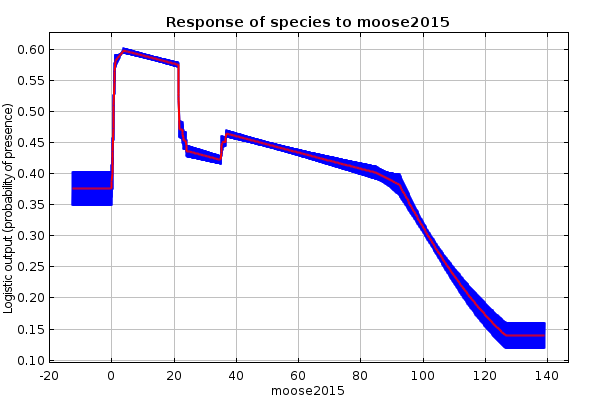 Response of species to moose2015
Logistic output (probability of presence)
0.60
0.55
0.50
0.45
0.40
0.35
0.30
0.25
0.20
0.15
0.10
-20 0 20 40 60 80 100 120 140
moose2015